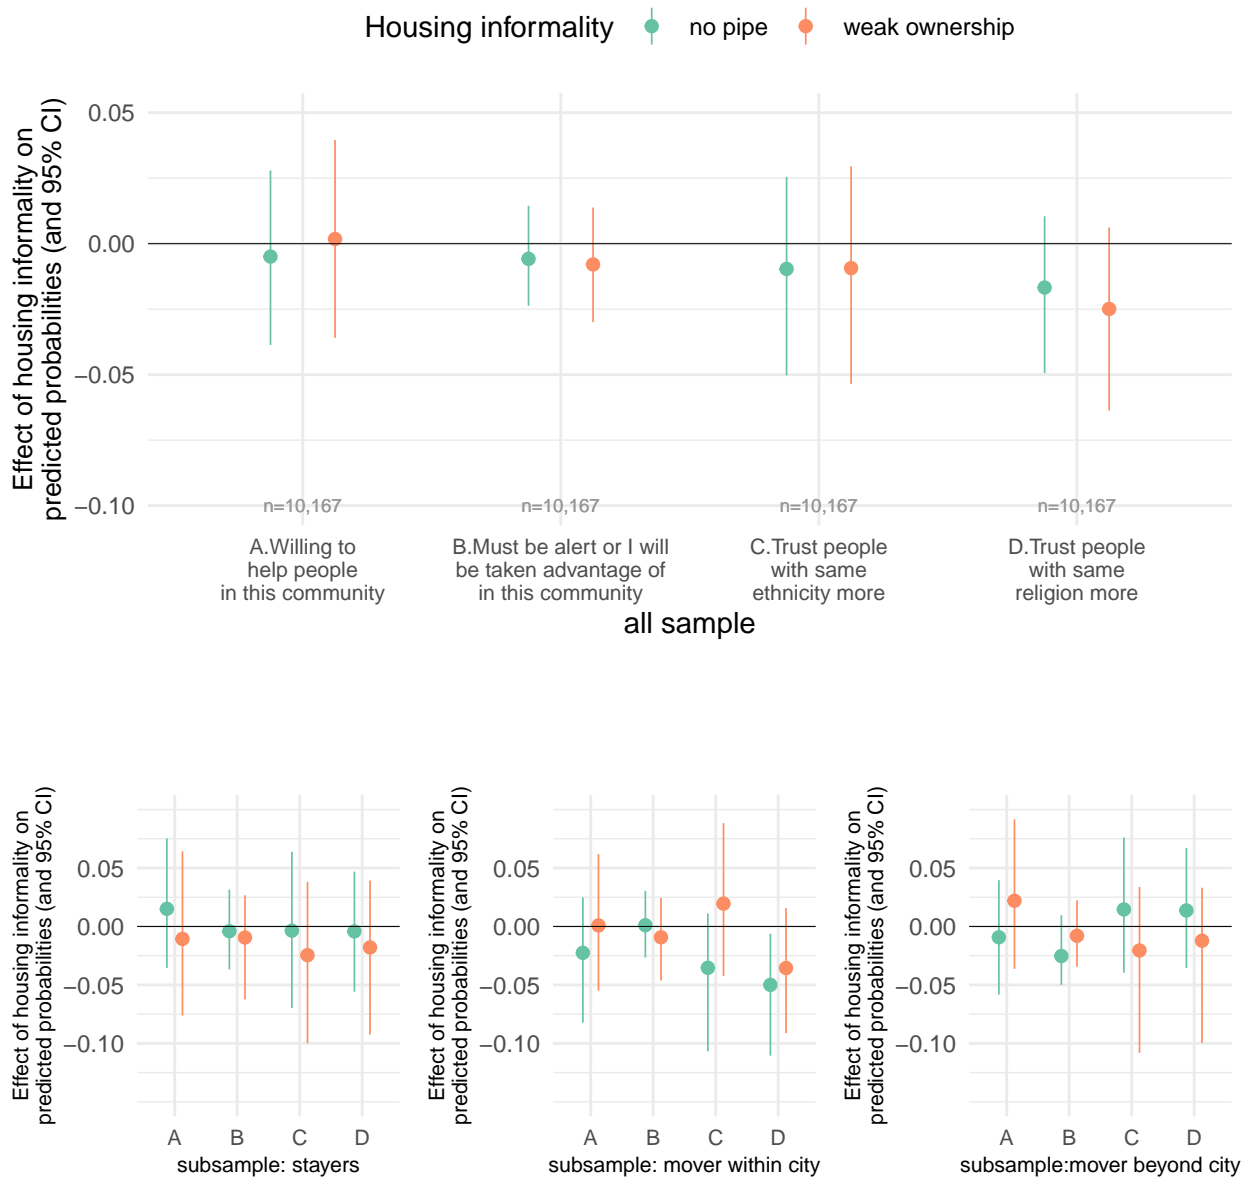 Housing informality no pipe weak ownership
Effect of housing informality on
predicted probabilities (and 95% CI)
0.05
0.00
−0.05
−0.10
n=10,167 n=10,167 n=10,167 n=10,167
A.Willing to
help people
in this community
B.Must be alert or I will
be taken advantage of
in this community
C.Trust people
with same
ethnicity more
D.Trust people
with same
religion more
all sample
Effect of housing informality on
predicted probabilities (and 95% CI)
0.05
0.00
−0.05
−0.10
A B C D
subsample: stayers
Effect of housing informality on
predicted probabilities (and 95% CI)
0.05
0.00
−0.05
−0.10
A B C D
subsample: mover within city
Effect of housing informality on
predicted probabilities (and 95% CI)
0.05
0.00
−0.05
−0.10
A B C D
subsample:mover beyond city